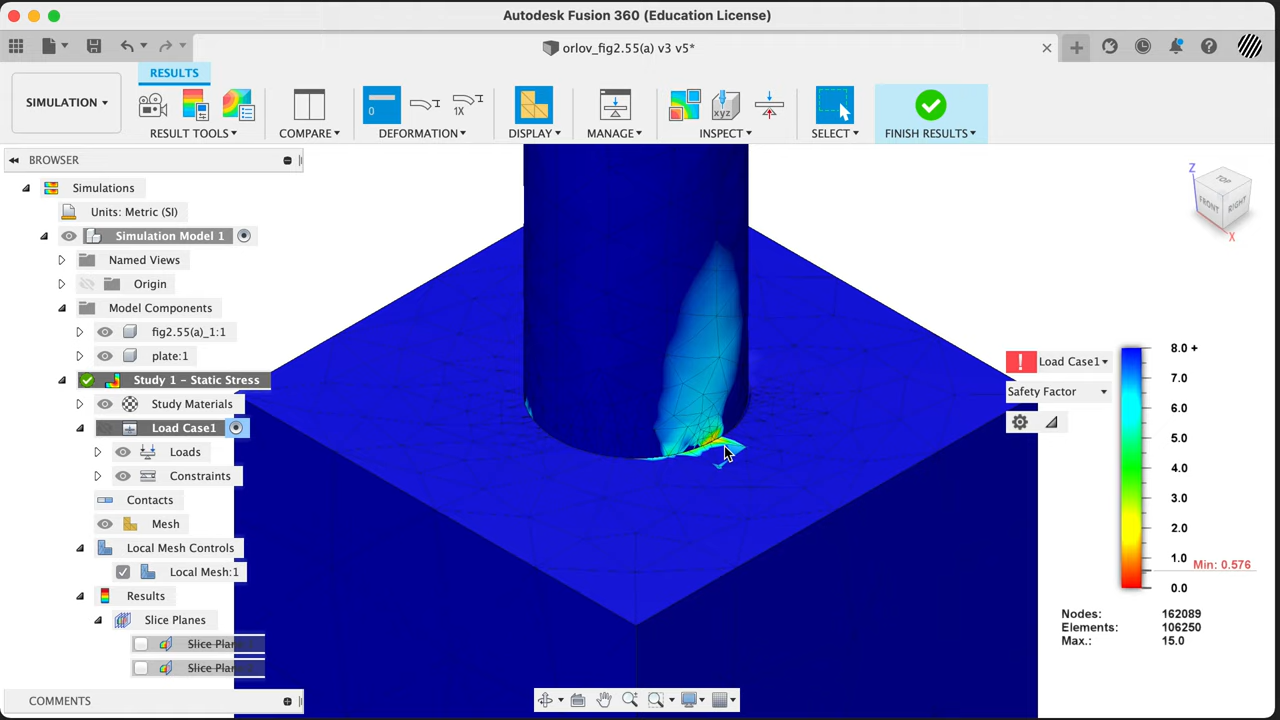 Autodesk Fusion 360 (Education License)
orlov_fig2.55(a) v3 v5*
RESULTS
SIMULATION
0
1X
RESULT TOOLS
COMPARE
DEFORMATION
DISPLAY
MANAGE
xyz
INSPECT
SELECT
FINISH RESULTS
BROWSER
Simulations
Units: Metric (SI)
Simulation Model 1
Named Views
Origin
Model Components
fig2.55(a)_1:1
plate:1
Study 1 - Static Stress
Study Materials
Load Case1
Loads
Constraints
Contacts
Mesh
Local Mesh Controls
Local Mesh:1
Results
Slice Planes
Slice Plan
Slice Plan
COMMENTS
Z
TOP
FRONT
RIGHT
X
Load Case1
Safety Factor
8.0 +
7.0
6.0
5.0
4.0
3.0
2.0
1.0
Min: 0.576
0.0
Nodes: 162089
Elements: 106250
Max.: 15.0